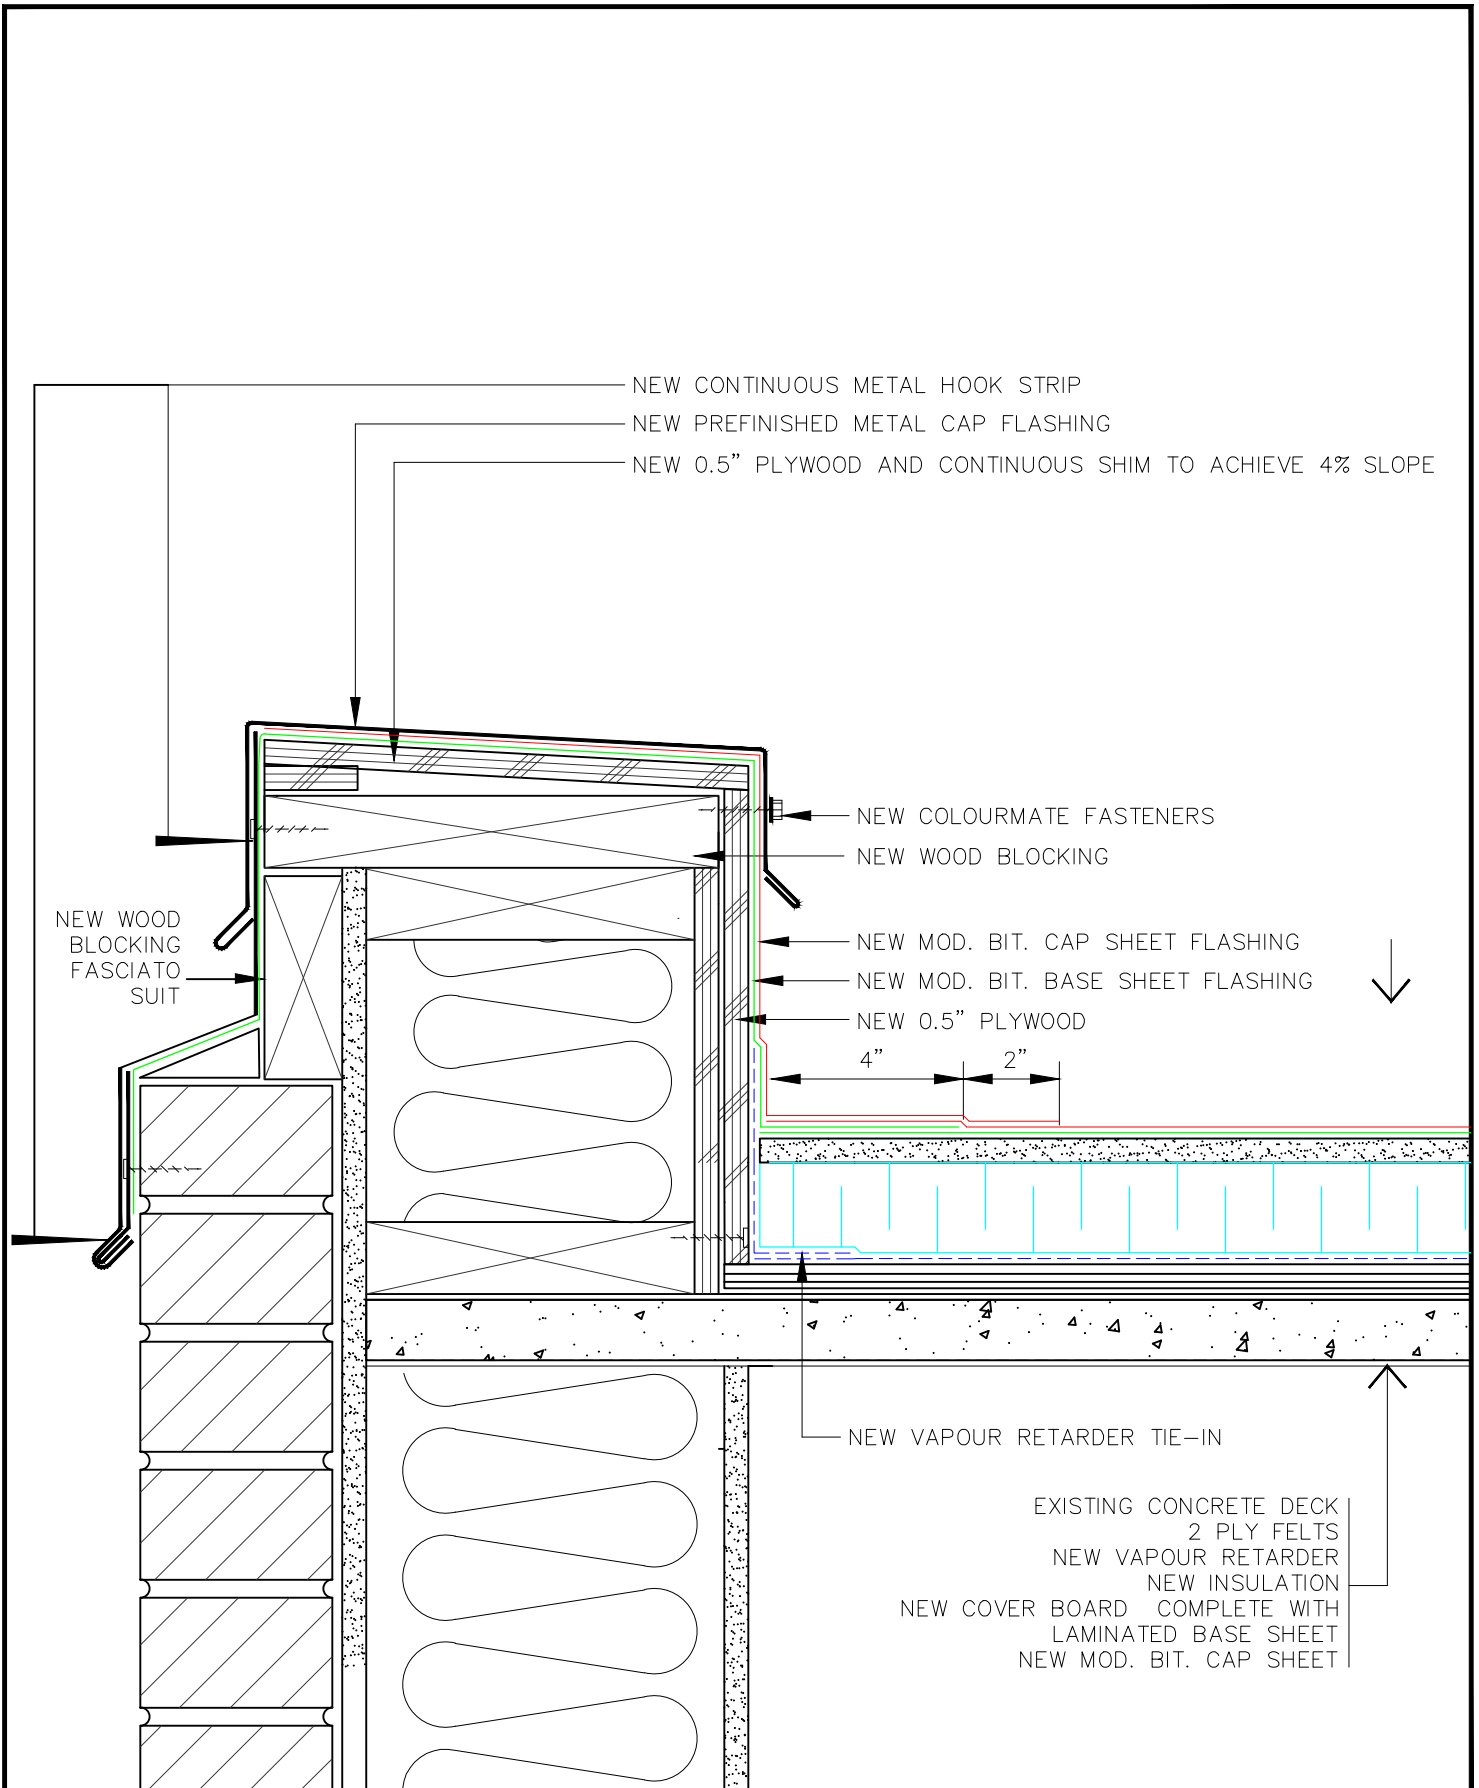 NEW CONTINUOUS METAL HOOK STRIP
NEW PREFINISHED METAL CAP FLASHING
NEW 0.5” PLYWOOD AND CONTINUOUS SHIM TO ACHIEVE 4% SLOPE
NEW COLOURMATE FASTENERS
NEW WOOD BLOCKING
NEW WOOD
BLOCKING
FASCIATO
SUIT
NEW MOD. BIT. CAP SHEET FLASHING
NEW MOD. BIT. BASE SHEET FLASHING
NEW 0.5” PLYWOOD
4” 2”
NEW VAPOUR RETARDER TIE–IN
EXISTING CONCRETE DECK
2 PLY FELTS
NEW VAPOUR RETARDER
NEW INSULATION
NEW COVER BOARD COMPLETE WITH
LAMINATED BASE SHEET
NEW MOD. BIT. CAP SHEET